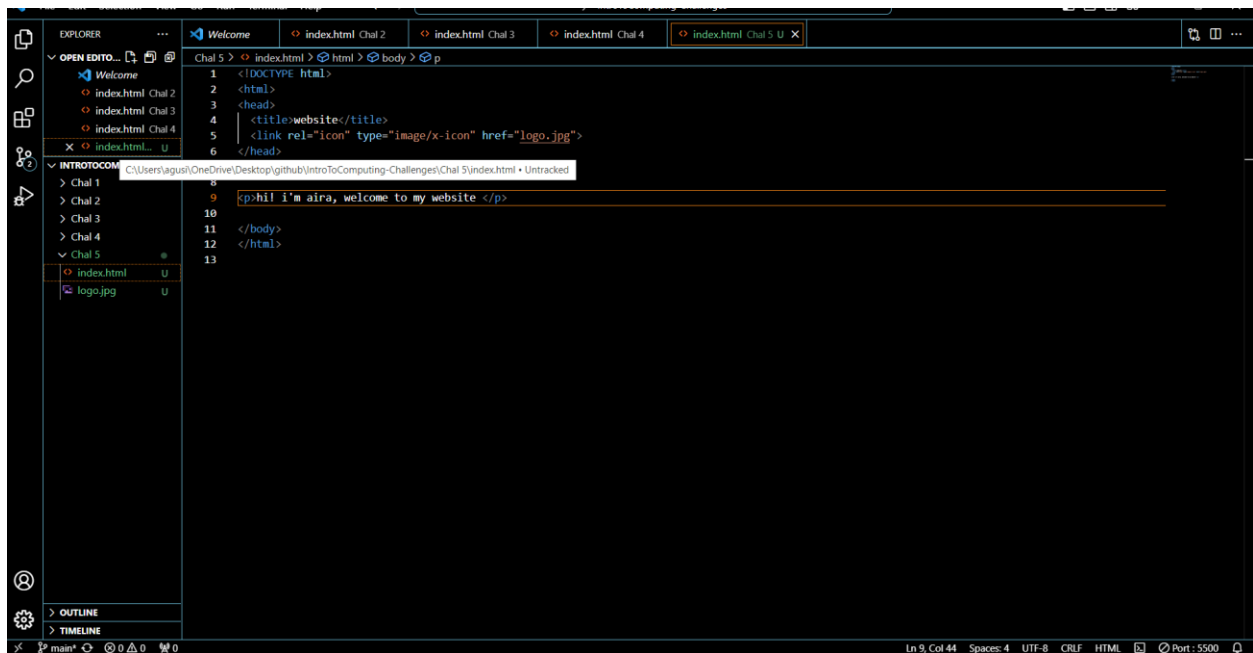 EXPLORER
Welcome
index.html Chal 2
index.html Chal 3
index.html Chal 4
index.html Chal 5 U
OPEN EDITO...
Welcome
index.html Chal 2
index.html Chal 3
index.html Chal 4
index.html... U
INTROTOCOM
Chal 1
Chal 2
Chal 3
Chal 4
Chal 5
index.html U
logo.jpg U
OUTLINE
TIMELINE
Chal 5 > index.html > html > body > p
1 <!DOCTYPE html>
2 <html>
3 <head>
4 <title>website</title>
5 <link rel="icon" type="image/x-icon" href="logo.jpg">
6 </head>
C:\Users\agusi\OneDrive\Desktop\github\IntroToComputing-Challenges\Chal 5\index.html • Untracked
8
9 <p>hi! i'm aira, welcome to my website </p>
10
11 </body>
12 </html>
13
2
main* 0 0 0
Ln 9, Col 44 Spaces: 4 UTF-8 CRLF HTML Port : 5500